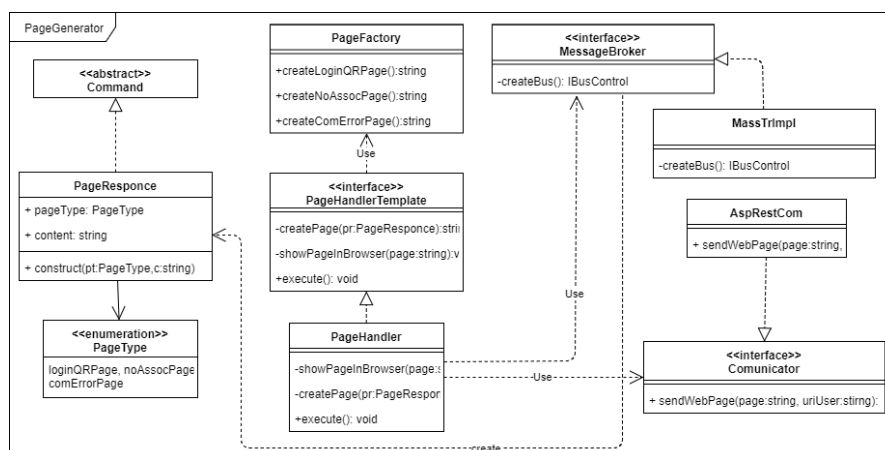 PageGenerator
<<abstract>>
Command
PageResponce
+ pageType: PageType
+ content: string
+ construct(pt:PageType,c:string)
<<enumeration>>
PageType
loginQRPage, noAssocPage
comErrorPage
PageFactory
+createLoginQRPage():string
+createNoAssocPage():string
+createComErrorPage():string
Use
<<interface>>
PageHandlerTemplate
-createPage(pr:PageResponce):strin
-showPageInBrowser(page:string):v
+execute(): void
PageHandler
-showPageInBrowser(page:s
-createPage(pr:PageRespon
+execute(): void
<<interface>>
MessageBroker
-createBus(): IBusControl
MassTrImpl
-createBus(): IBusControl
AspRestCom
+ sendWebPage(page:string,
Use
Use
<<interface>>
Comunicator
+ sendWebPage(page:string, uriUser:stirng):
create